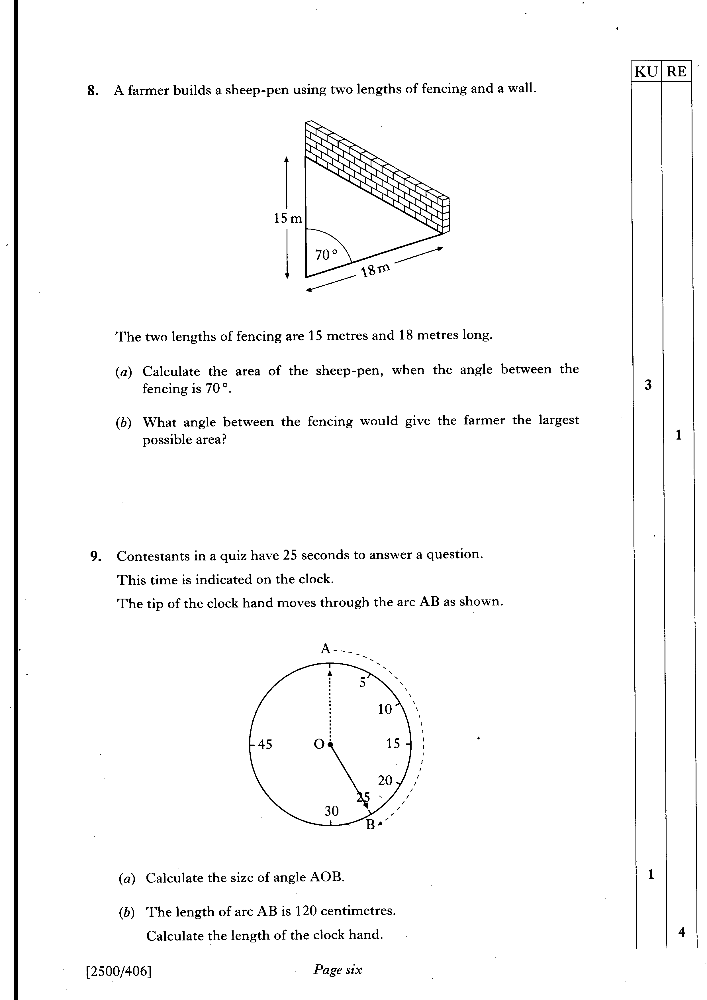 KU RE
8. A farmer builds a sheep-pen using two lengths of fencing and a wall.
15 m
70°
18 m
The two lengths of fencing are 15 metres and 18 metres long.
(a) Calculate the area of the sheep-pen, when the angle between the
fencing is 70°.
3
(b) What angle between the fencing would give the farmer the largest
possible area?
1
9. Contestants in a quiz have 25 seconds to answer a question.
This time is indicated on the clock.
The tip of the clock hand moves through the arc AB as shown.
A
5
10
45 O 15
20
25
30
B
(a) Calculate the size of angle AOB.
1
(b) The length of arc AB is 120 centimetres.
Calculate the length of the clock hand.
4
[2500/406] Page six